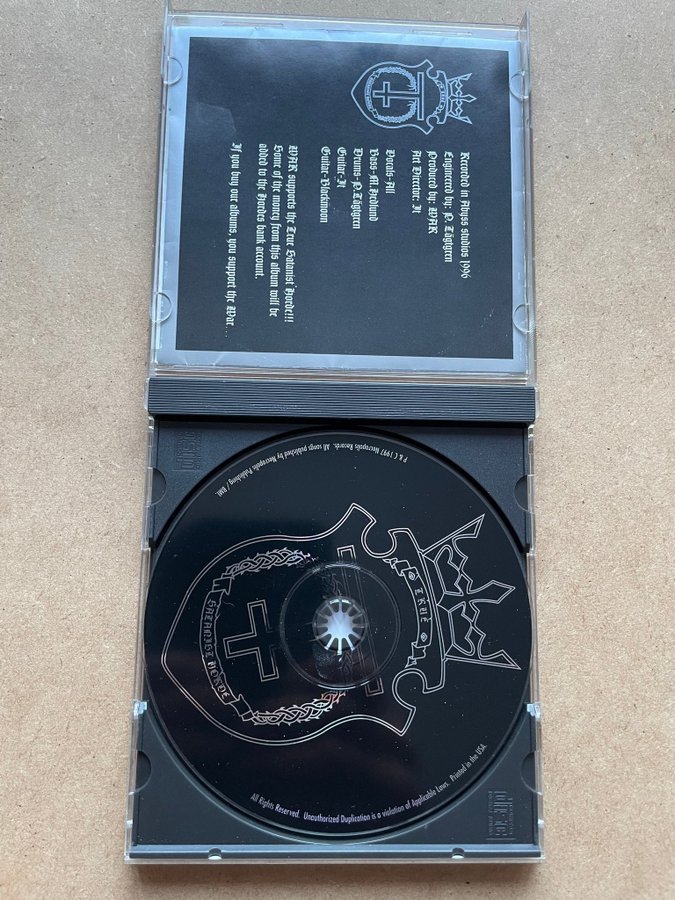 Recorded in Abyss studios 1996
Engineered by: P. Tägtgren
Produced by: WAR
Art Director: It
Vocals-All
Bass-M.Hedlund
Drums-P.Tägtgren
Guitar-It
Guitar-Blackmoon
WAR supports the True Satanist Horde!!!
Some of the money from this album will be
added to the Hordes bank account.
If you buy our albums, you support the War...
P & C 1997 Necropolis Records. All songs published by Necropolis Publishing / BMI.
TRUE
SATANIST HORDE
All Rights Reserved. Unauthorized Duplication is a violation of Applicable Laws. Printed in the USA.